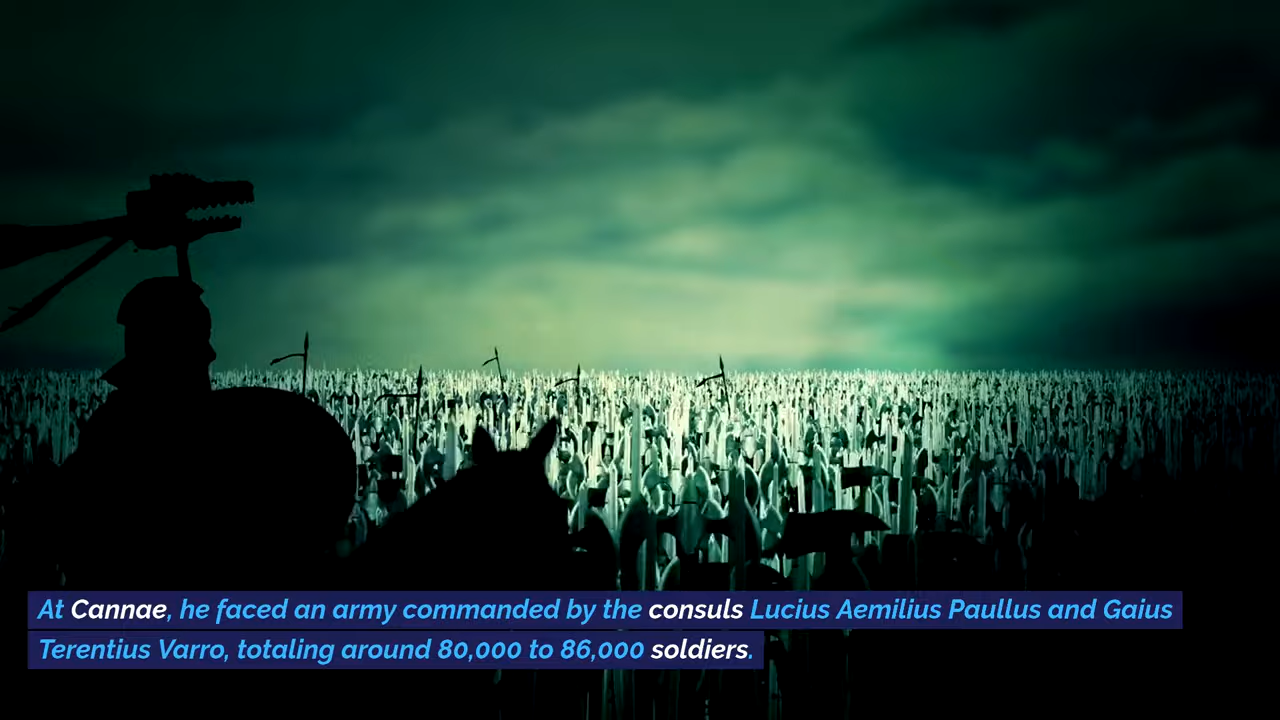 At Cannae, he faced an army commanded by the consuls Lucius Aemilius Paullus and Gaius
Terentius Varro, totaling around 80,000 to 86,000 soldiers.